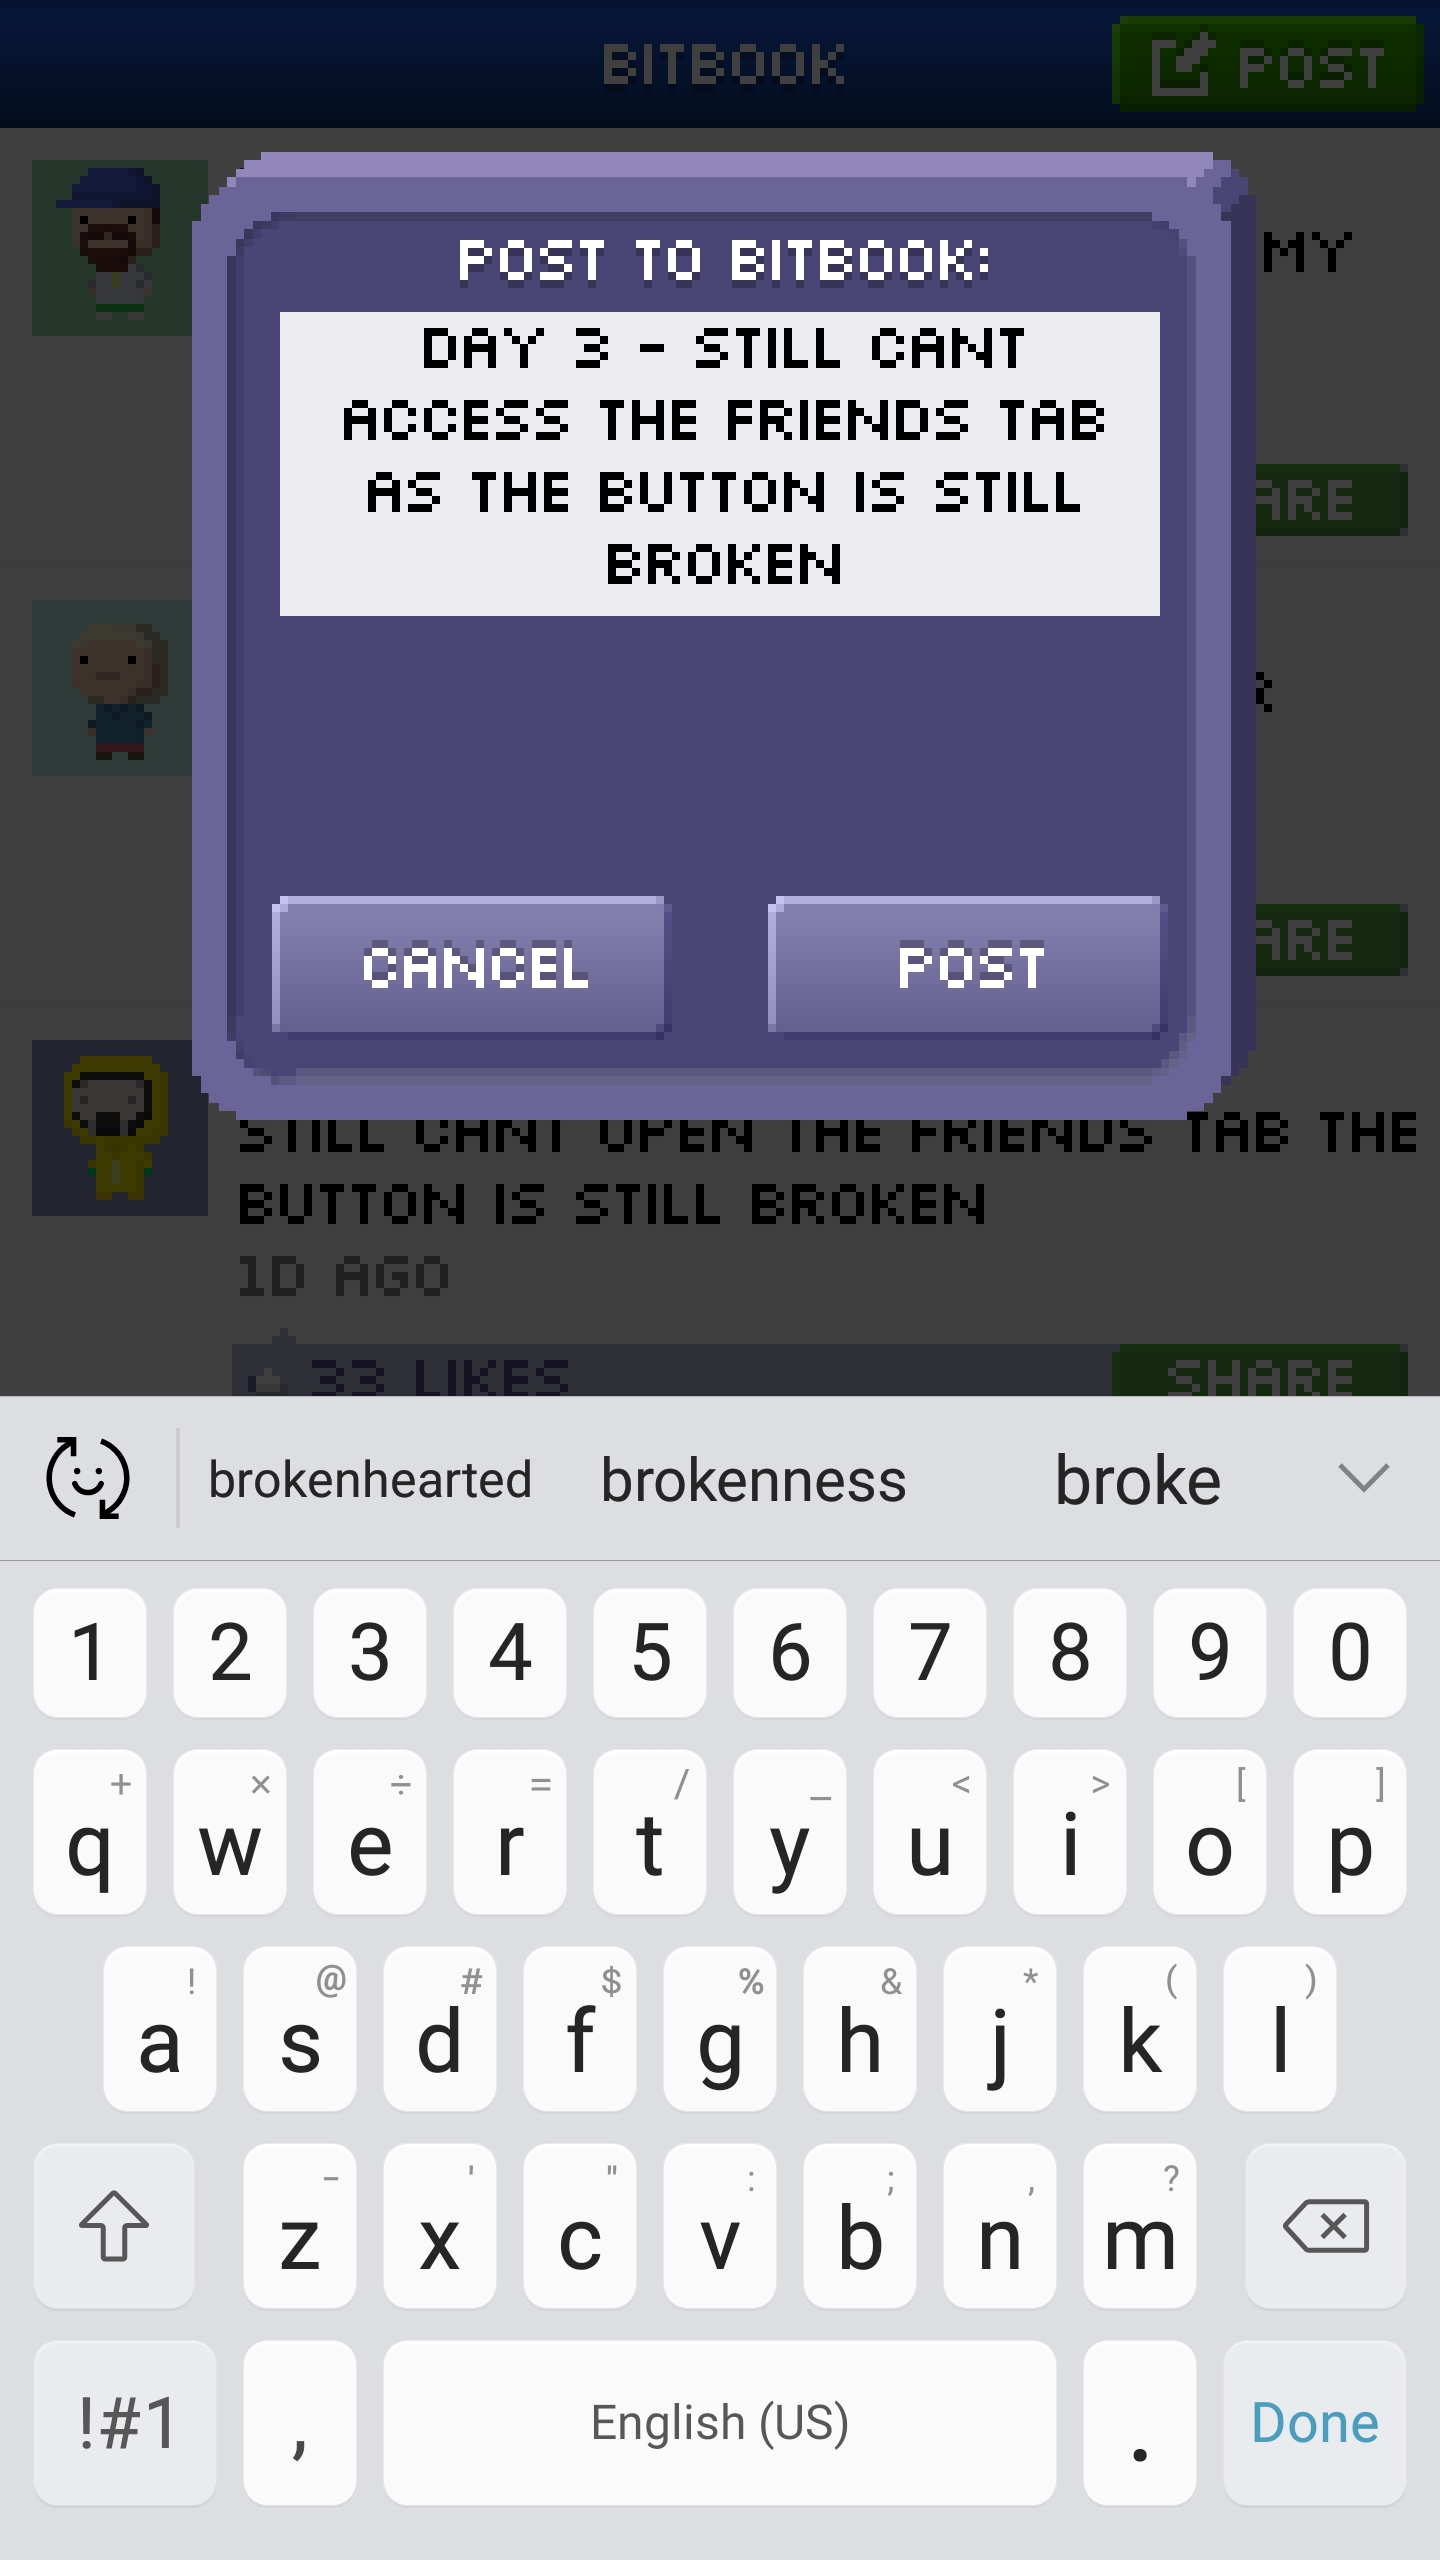 BITBOOK
POST
MY
POST TO BITBOOK:
DAY 3 - STILL CANT
ACCESS THE FRIENDS TAB
AS THE BUTTON IS STILL
BROKEN
CANCEL
POST
STILL CANT OPEN THE FRIENDS TAB THE
BUTTON IS STILL BROKEN
1D AGO
33 LIKES
SHARE
brokenhearted brokenness broke
1 2 3 4 5 6 7 8 9 0
+ × ÷ = / _ < > [ ]
q w e r t y u i o p
! @ # $ % & * ( )
a s d f g h j k l
- ' " : ; , ?
z x c v b n m
!#1 , English (US) . Done